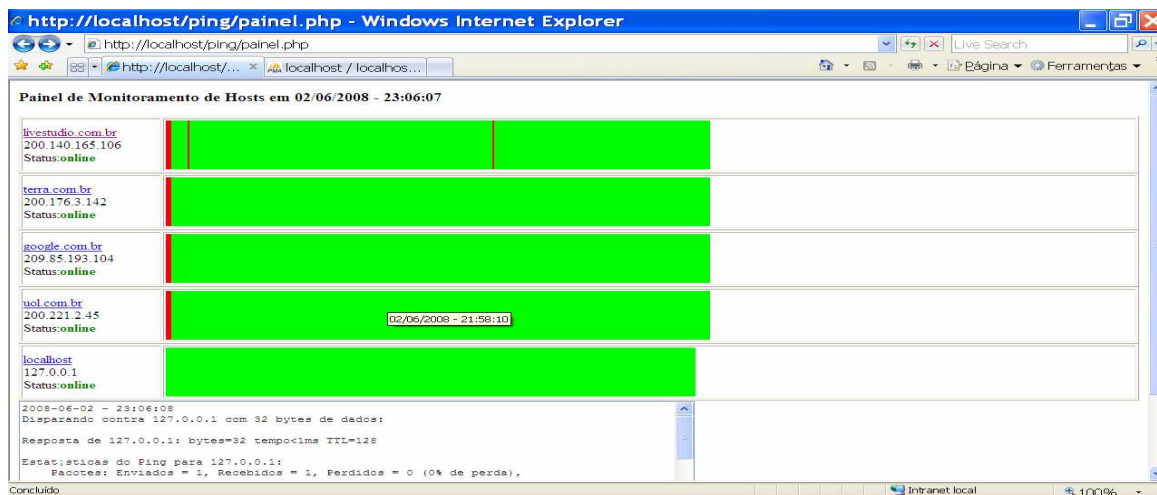 http://localhost/ping/painel.php - Windows Internet Explorer
http://localhost/ping/painel.php
Live Search
http://localhost/... × localhost / localhos...
Página Ferramentas
Painel de Monitoramento de Hosts em 02/06/2008 - 23:06:07
livestudio.com.br
200.140.165.106
Status:online
terra.com.br
200.176.3.142
Status:online
google.com.br
209.85.193.104
Status:online
uol.com.br
200.221.2.45
Status:online
02/06/2008 - 21:58:10
localhost
127.0.0.1
Status:online
2008-06-02 - 23:06:08
Disparando contra 127.0.0.1 com 32 bytes de dados:
Resposta de 127.0.0.1: bytes=32 tempo<1ms TTL=128
Estat¡sticas do Ping para 127.0.0.1:
Pacotes: Enviados = 1, Recebidos = 1, Perdidos = 0 (0% de perda),
Concluído
Intranet local
100%